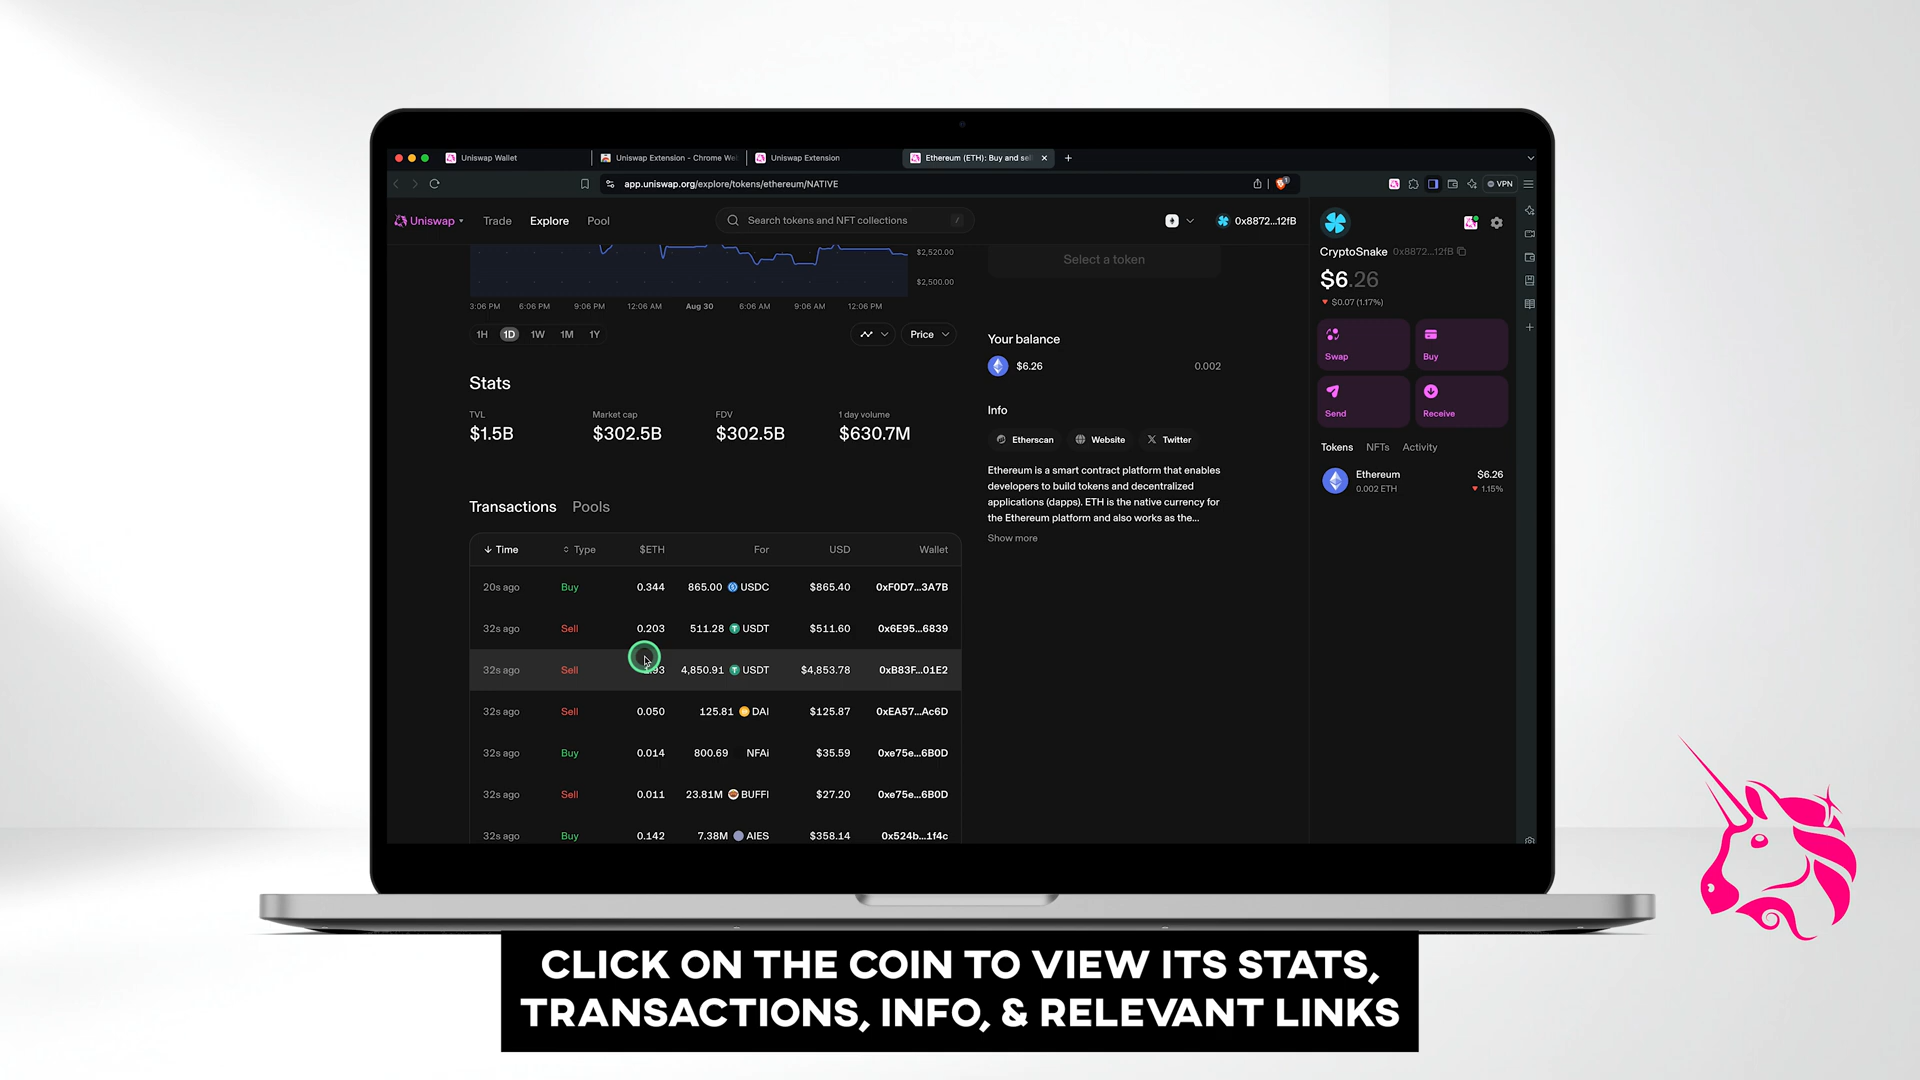 Uniswap Wallet
Uniswap Extension - Chrome We
Uniswap Extension
Ethereum (ETH): Buy and se
app.uniswap.org/explore/tokens/ethereum/NATIVE
VPN
Uniswap Trade Explore Pool
Search tokens and NFT collections /
0x8872...12fB
$2,520.00
$2,500.00
3:06 PM 6:06 PM 9:06 PM 12:06 AM Aug 30 6:06 AM 9:06 AM 12:06 PM
1H 1D 1W 1M 1Y
Price
Stats
TVL Market cap FDV 1 day volume
$1.5B $302.5B $302.5B $630.7M
Transactions Pools
Time Type $ETH For USD Wallet
20s ago Buy 0.344 865.00 USDC $865.40 0xF0D7...3A7B
32s ago Sell 0.203 511.28 USDT $511.60 0x6E95...6839
32s ago Sell 4,850.91 USDT $4,853.78 0xB83F...01E2
32s ago Sell 0.050 125.81 DAI $125.87 0xEA57...Ac6D
32s ago Buy 0.014 800.69 NFAi $35.59 0xe75e...6B0D
32s ago Sell 0.011 23.81M BUFFI $27.20 0xe75e...6B0D
32s ago Buy 0.142 7.38M AIES $358.14 0x524b...1f4c
Select a token
Your balance
$6.26 0.002
Info
Etherscan Website Twitter
Ethereum is a smart contract platform that enables
developers to build tokens and decentralized
applications (dapps). ETH is the native currency for
the Ethereum platform and also works as the...
Show more
CryptoSnake 0x8872...12fB
$6.26
$0.07 (1.17%)
Swap Buy
Send Receive
Tokens NFTs Activity
Ethereum $6.26
0.002 ETH 1.15%
CLICK ON THE COIN TO VIEW ITS STATS,
TRANSACTIONS, INFO, & RELEVANT LINKS